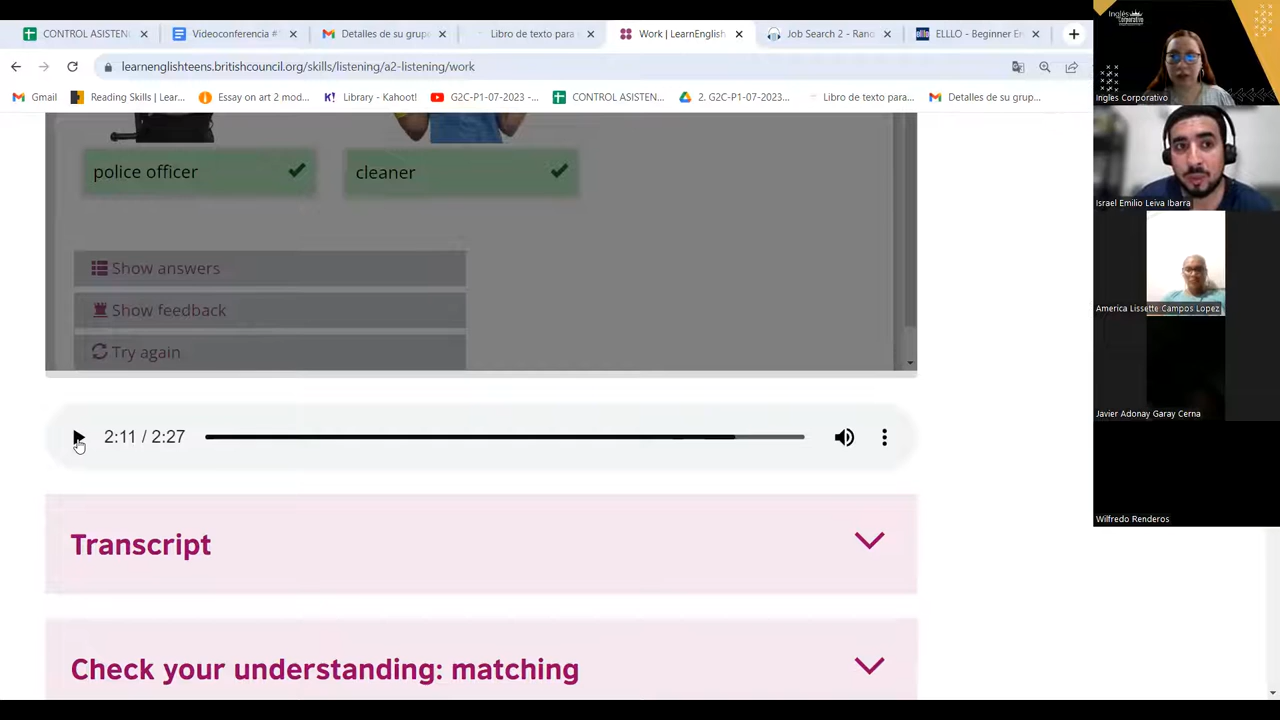 CONTROL ASISTEN
Videoconferencia #
Detalles de su grup
Libro de texto para
Work | LearnEnglish
Job Search 2 - Ran
ELLLO - Beginner E
learnenglishteens.britishcouncil.org/skills/listening/a2-listening/work
Gmail
Reading Skills | Lear...
Essay on art 2 mod...
Library - Ka
G2C-P1-07-2023 -...
CONTROL ASISTEN...
2. G2C-P1-07-2023...
Libro de texto para...
Detalles de su grup...
police officer
cleaner
Show answers
Show feedback
Try again
2:11 / 2:27
Transcript
Check your understanding: matching
Inglés
Corporativo
Ingles Corporativo
Israel Emilio Leiva Ibarra
America Lissette Campos Lopez
Javier Adonay Garay Cerna
Wilfredo Renderos